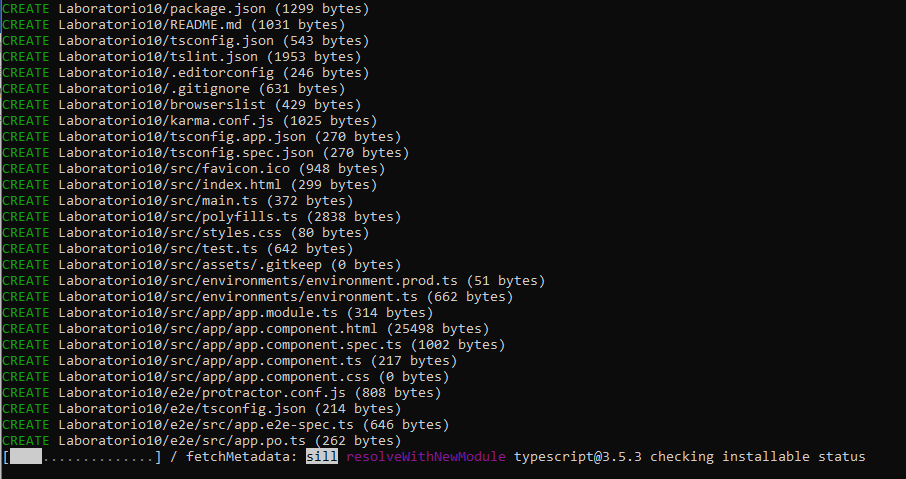 CREATE Laboratorio10/package.json (1299 bytes)
CREATE Laboratorio10/README.md (1031 bytes)
CREATE Laboratorio10/tsconfig.json (543 bytes)
CREATE Laboratorio10/tslint.json (1953 bytes)
CREATE Laboratorio10/.editorconfig (246 bytes)
CREATE Laboratorio10/.gitignore (631 bytes)
CREATE Laboratorio10/browserslist (429 bytes)
CREATE Laboratorio10/karma.conf.js (1025 bytes)
CREATE Laboratorio10/tsconfig.app.json (270 bytes)
CREATE Laboratorio10/tsconfig.spec.json (270 bytes)
CREATE Laboratorio10/src/favicon.ico (948 bytes)
CREATE Laboratorio10/src/index.html (299 bytes)
CREATE Laboratorio10/src/main.ts (372 bytes)
CREATE Laboratorio10/src/polyfills.ts (2838 bytes)
CREATE Laboratorio10/src/styles.css (80 bytes)
CREATE Laboratorio10/src/test.ts (642 bytes)
CREATE Laboratorio10/src/assets/.gitkeep (0 bytes)
CREATE Laboratorio10/src/environments/environment.prod.ts (51 bytes)
CREATE Laboratorio10/src/environments/environment.ts (662 bytes)
CREATE Laboratorio10/src/app/app.module.ts (314 bytes)
CREATE Laboratorio10/src/app/app.component.html (25498 bytes)
CREATE Laboratorio10/src/app/app.component.spec.ts (1002 bytes)
CREATE Laboratorio10/src/app/app.component.ts (217 bytes)
CREATE Laboratorio10/src/app/app.component.css (0 bytes)
CREATE Laboratorio10/e2e/protractor.conf.js (808 bytes)
CREATE Laboratorio10/e2e/tsconfig.json (214 bytes)
CREATE Laboratorio10/e2e/src/app.e2e-spec.ts (646 bytes)
CREATE Laboratorio10/e2e/src/app.po.ts (262 bytes)
[    ..............] / fetchMetadata: sill resolveWithNewModule typescript@3.5.3 checking installable status